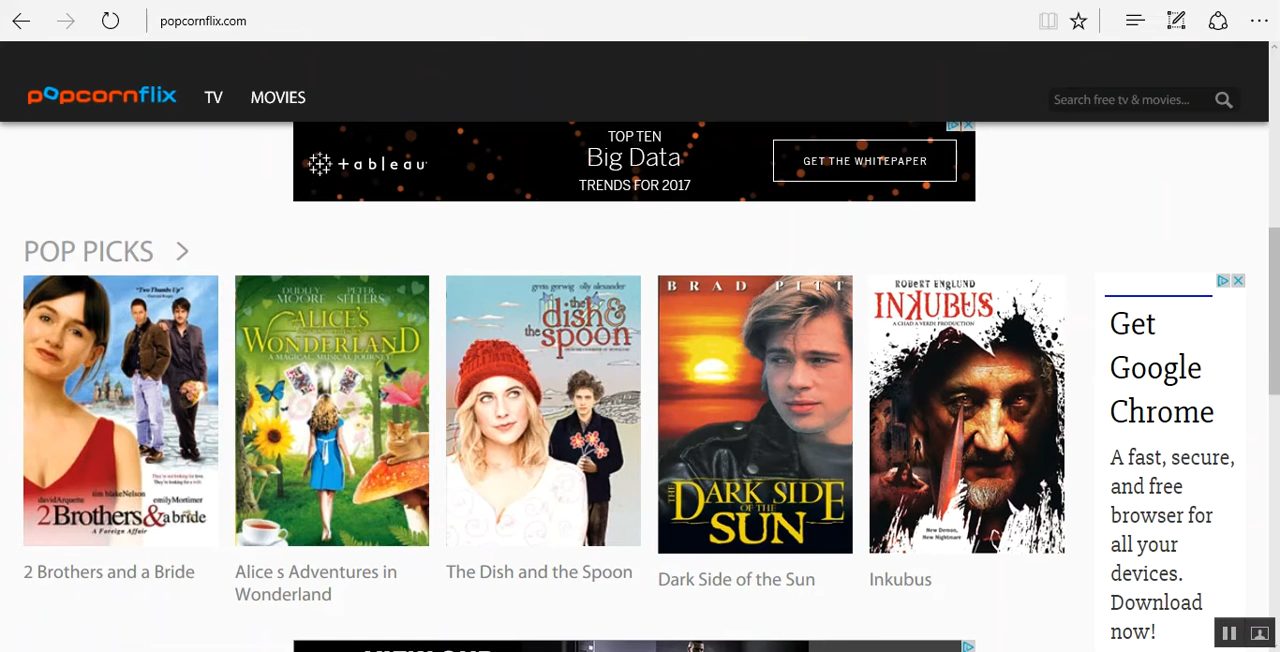 popcornflix.com
popcornflix
TV
MOVIES
Search free tv & movies...
+ableau
TOP TEN
Big Data
TRENDS FOR 2017
GET THE WHITEPAPER
POP PICKS >
"Two Thumbs Up"
davidArquette
tim blakeNelson
emilyMortimer
2Brothers&a bride
A Foreign Affair
2 Brothers and a Bride
DUDLEY MOORE
PETER SELLERS
ALICE'S
WONDERLAND
A MAGICAL, MUSICAL JOURNEY!
Alice s Adventures in
Wonderland
greta gerwig olly alexander
the dish&
the spoon
The Dish and the Spoon
BRAD PITT
THE
DARK SIDE
OF THE
SUN
Dark Side of the Sun
ROBERT ENGLUND
INKUBUS
A CHAD A VERDI PRODUCTION
New Demon,
New Nightmare
Inkubus
Get
Google
Chrome
A fast, secure,
and free
browser for
all your
devices.
Download
now!